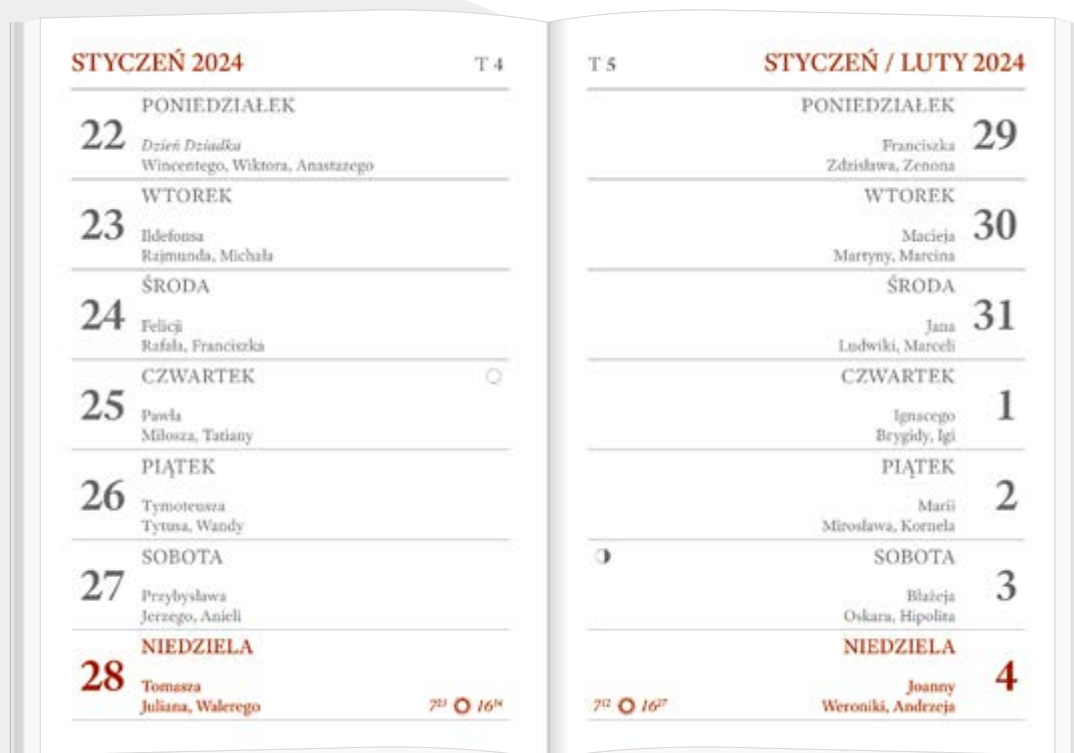 STYCZEŃ 2024 T 4
PONIEDZIAŁEK
22
Dzień Dziadka
Wincentego, Wiktora, Anastazego
WTOREK
23
Ildefonsa
Rajmunda, Michała
ŚRODA
24
Felicji
Rafała, Franciszka
CZWARTEK
25
Pawła
Miłosza, Tatiany
PIĄTEK
26
Tymoteusza
Tytusa, Wandy
SOBOTA
27
Przybysława
Jerzego, Anieli
NIEDZIELA
28
Tomasza
Juliana, Walerego 7²³ 16¹⁴
T 5 STYCZEŃ / LUTY 2024
PONIEDZIAŁEK
29
Franciszka
Zdzisława, Zenona
WTOREK
30
Macieja
Martyny, Marcina
ŚRODA
31
Jana
Ludwiki, Marceli
CZWARTEK
1
Ignacego
Brygidy, Igi
PIĄTEK
2
Marii
Mirosława, Kornela
SOBOTA
3
Błażeja
Oskara, Hipolita
NIEDZIELA
4
Joanny
7¹² 16²⁷ Weroniki, Andrzeja